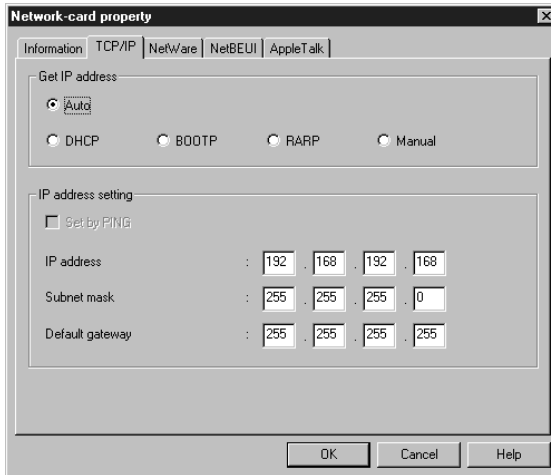 Network-card property
Information TCP/IP NetWare NetBEUI AppleTalk
Get IP address
Auto
DHCP BOOTP RARP Manual
IP address setting
Set by PING
IP address : 192 . 168 . 192 . 168
Subnet mask : 255 . 255 . 255 . 0
Default gateway : 255 . 255 . 255 . 255
OK Cancel Help